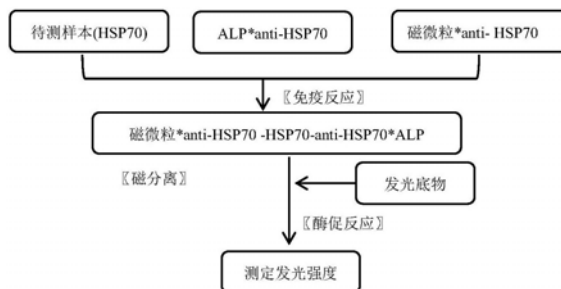 待测样本(HSP70)
ALP*anti-HSP70
磁微粒*anti- HSP70
〖免疫反应〗
磁微粒*anti-HSP70 -HSP70-anti-HSP70*ALP
〖磁分离〗
发光底物
〖酶促反应〗
测定发光强度